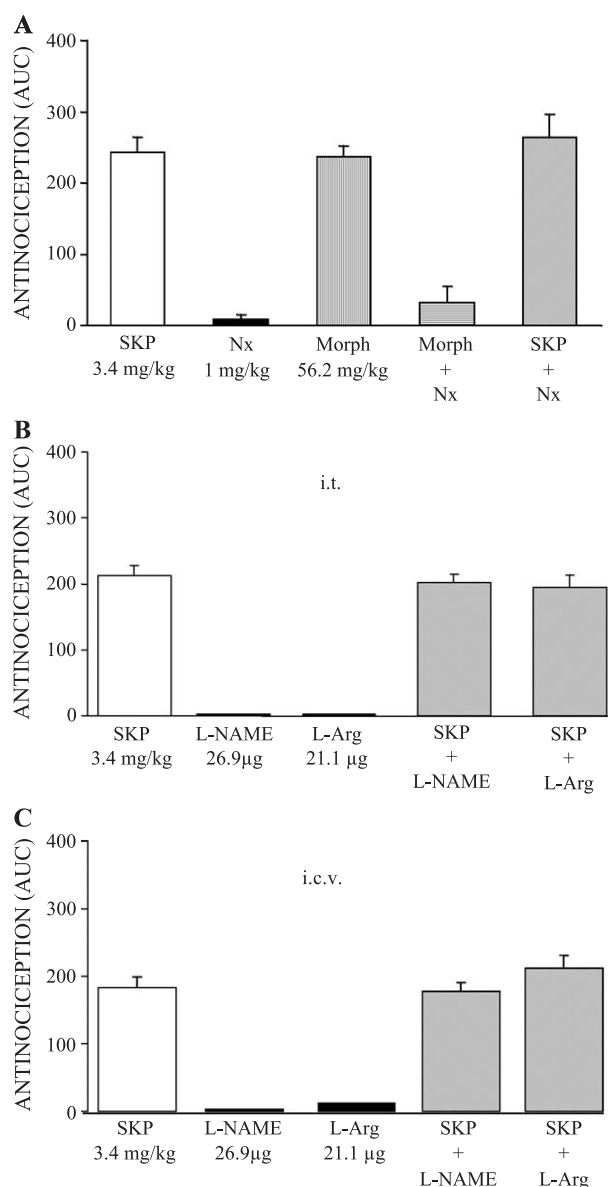 A
ANTINOCICEPTION (AUC)
400
300
200
100
0
SKP Nx Morph Morph SKP
3.4 mg/kg 1 mg/kg 56.2 mg/kg + +
Nx Nx
B
ANTINOCICEPTION (AUC)
400
i.t.
300
200
100
0
SKP L-NAME L-Arg SKP SKP
3.4 mg/kg 26.9µg 21.1 µg + +
L-NAME L-Arg
C
ANTINOCICEPTION (AUC)
400
i.c.v.
300
200
100
0
SKP L-NAME L-Arg SKP SKP
3.4 mg/kg 26.9µg 21.1 µg + +
L-NAME L-Arg